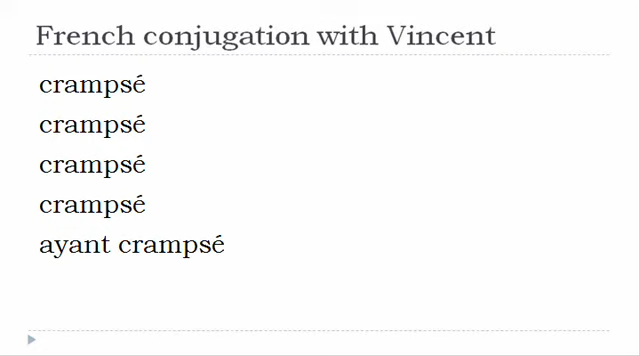 French conjugation with Vincent
crampsé
crampsé
crampsé
crampsé
ayant crampsé